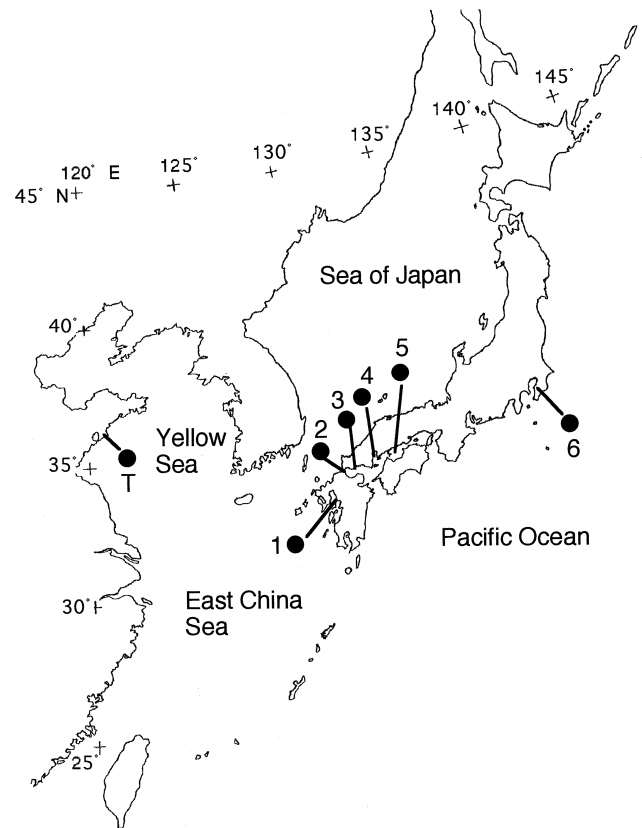 145°
140°
135°
130°
125°
120° E
45° N
Sea of Japan
40°
5
4
3
2
6
Yellow
Sea
35°
T
1
Pacific Ocean
30°
East China
Sea
25°